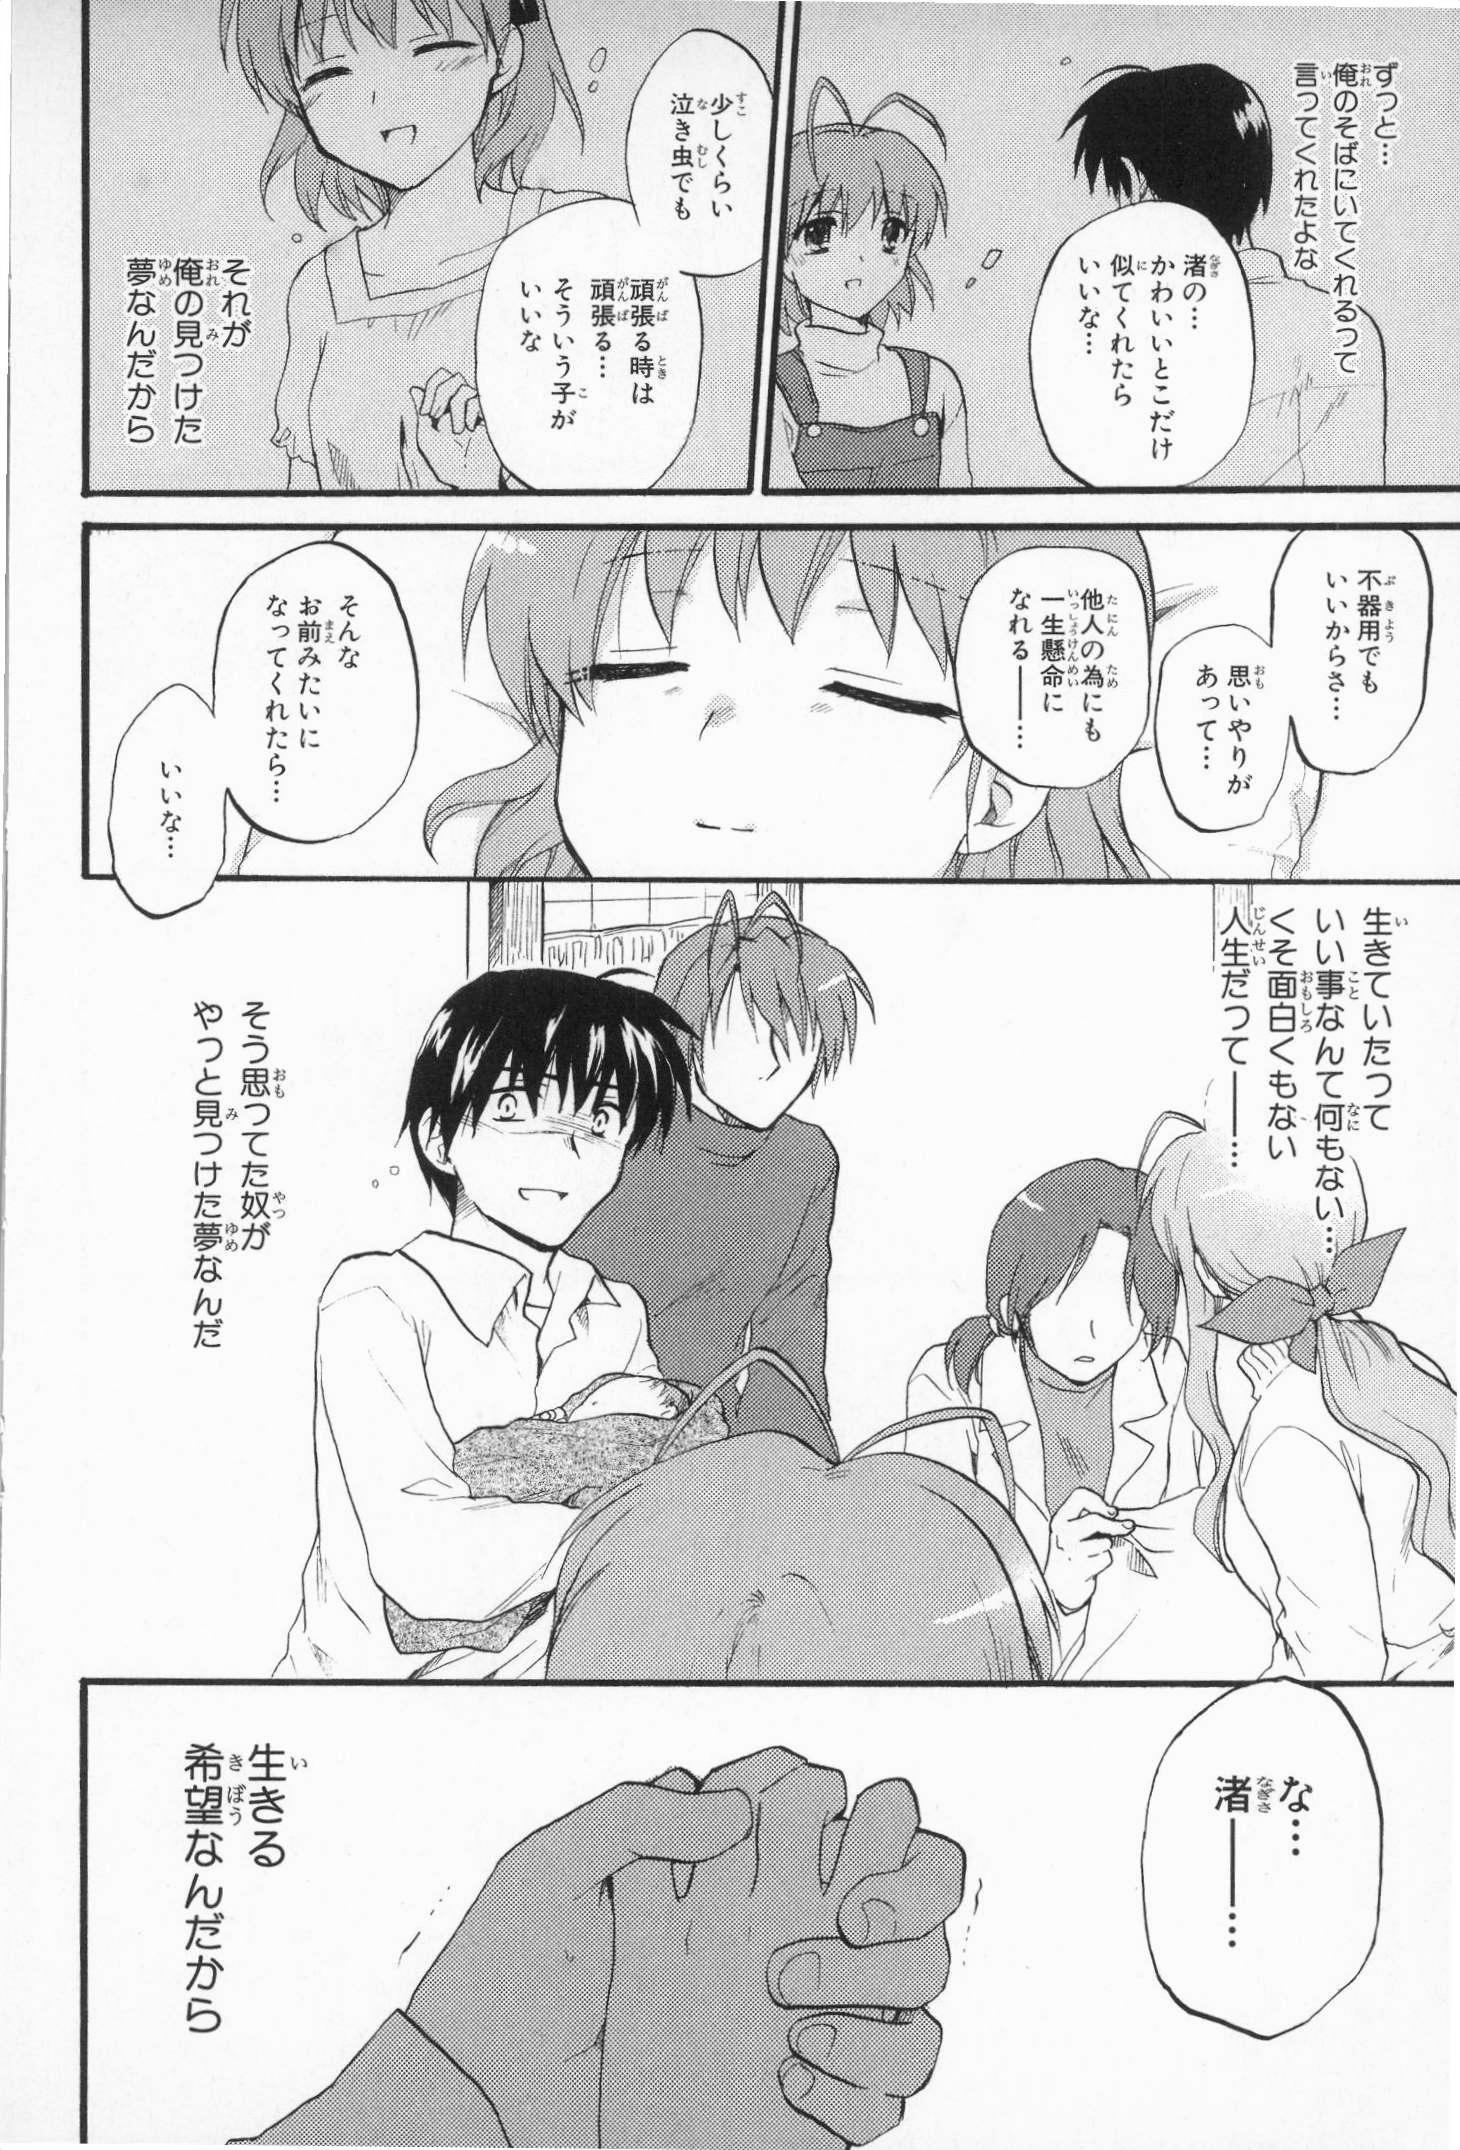 ずっと…
俺のそばにいてくれるって
言ってくれたよな
渚の…
かわいいとこだけ
似てくれたら
いいな…
少しくらい
泣き虫でも
頑張る時は
頑張る…
そういう子が
いいな
それが
俺の見つけた
夢なんだから
不器用でも
いいからさ…
思いやりが
あって…
他人の為にも
一生懸命に
なれる――…
そんな
お前みたいに
なってくれたら…
いいな…
生きていたって
いい事なんて何もない…
くそ面白くもない
人生だって――…
そう思ってた奴が
やっと見つけた夢なんだ
な…
渚――…
生きる
希望なんだから